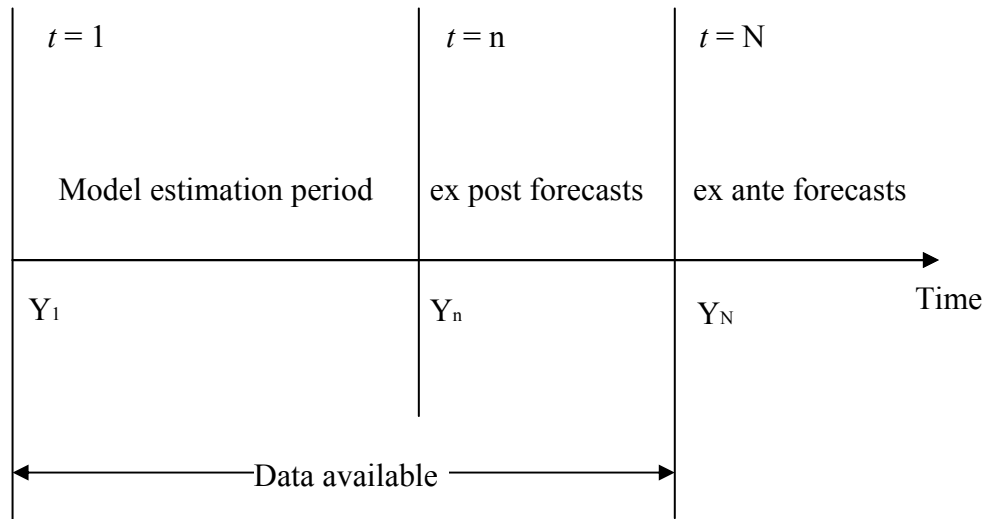 t = 1
t = n
t = N
Model estimation period
ex post forecasts
ex ante forecasts
Y1
Yn
YN
Time
Data available